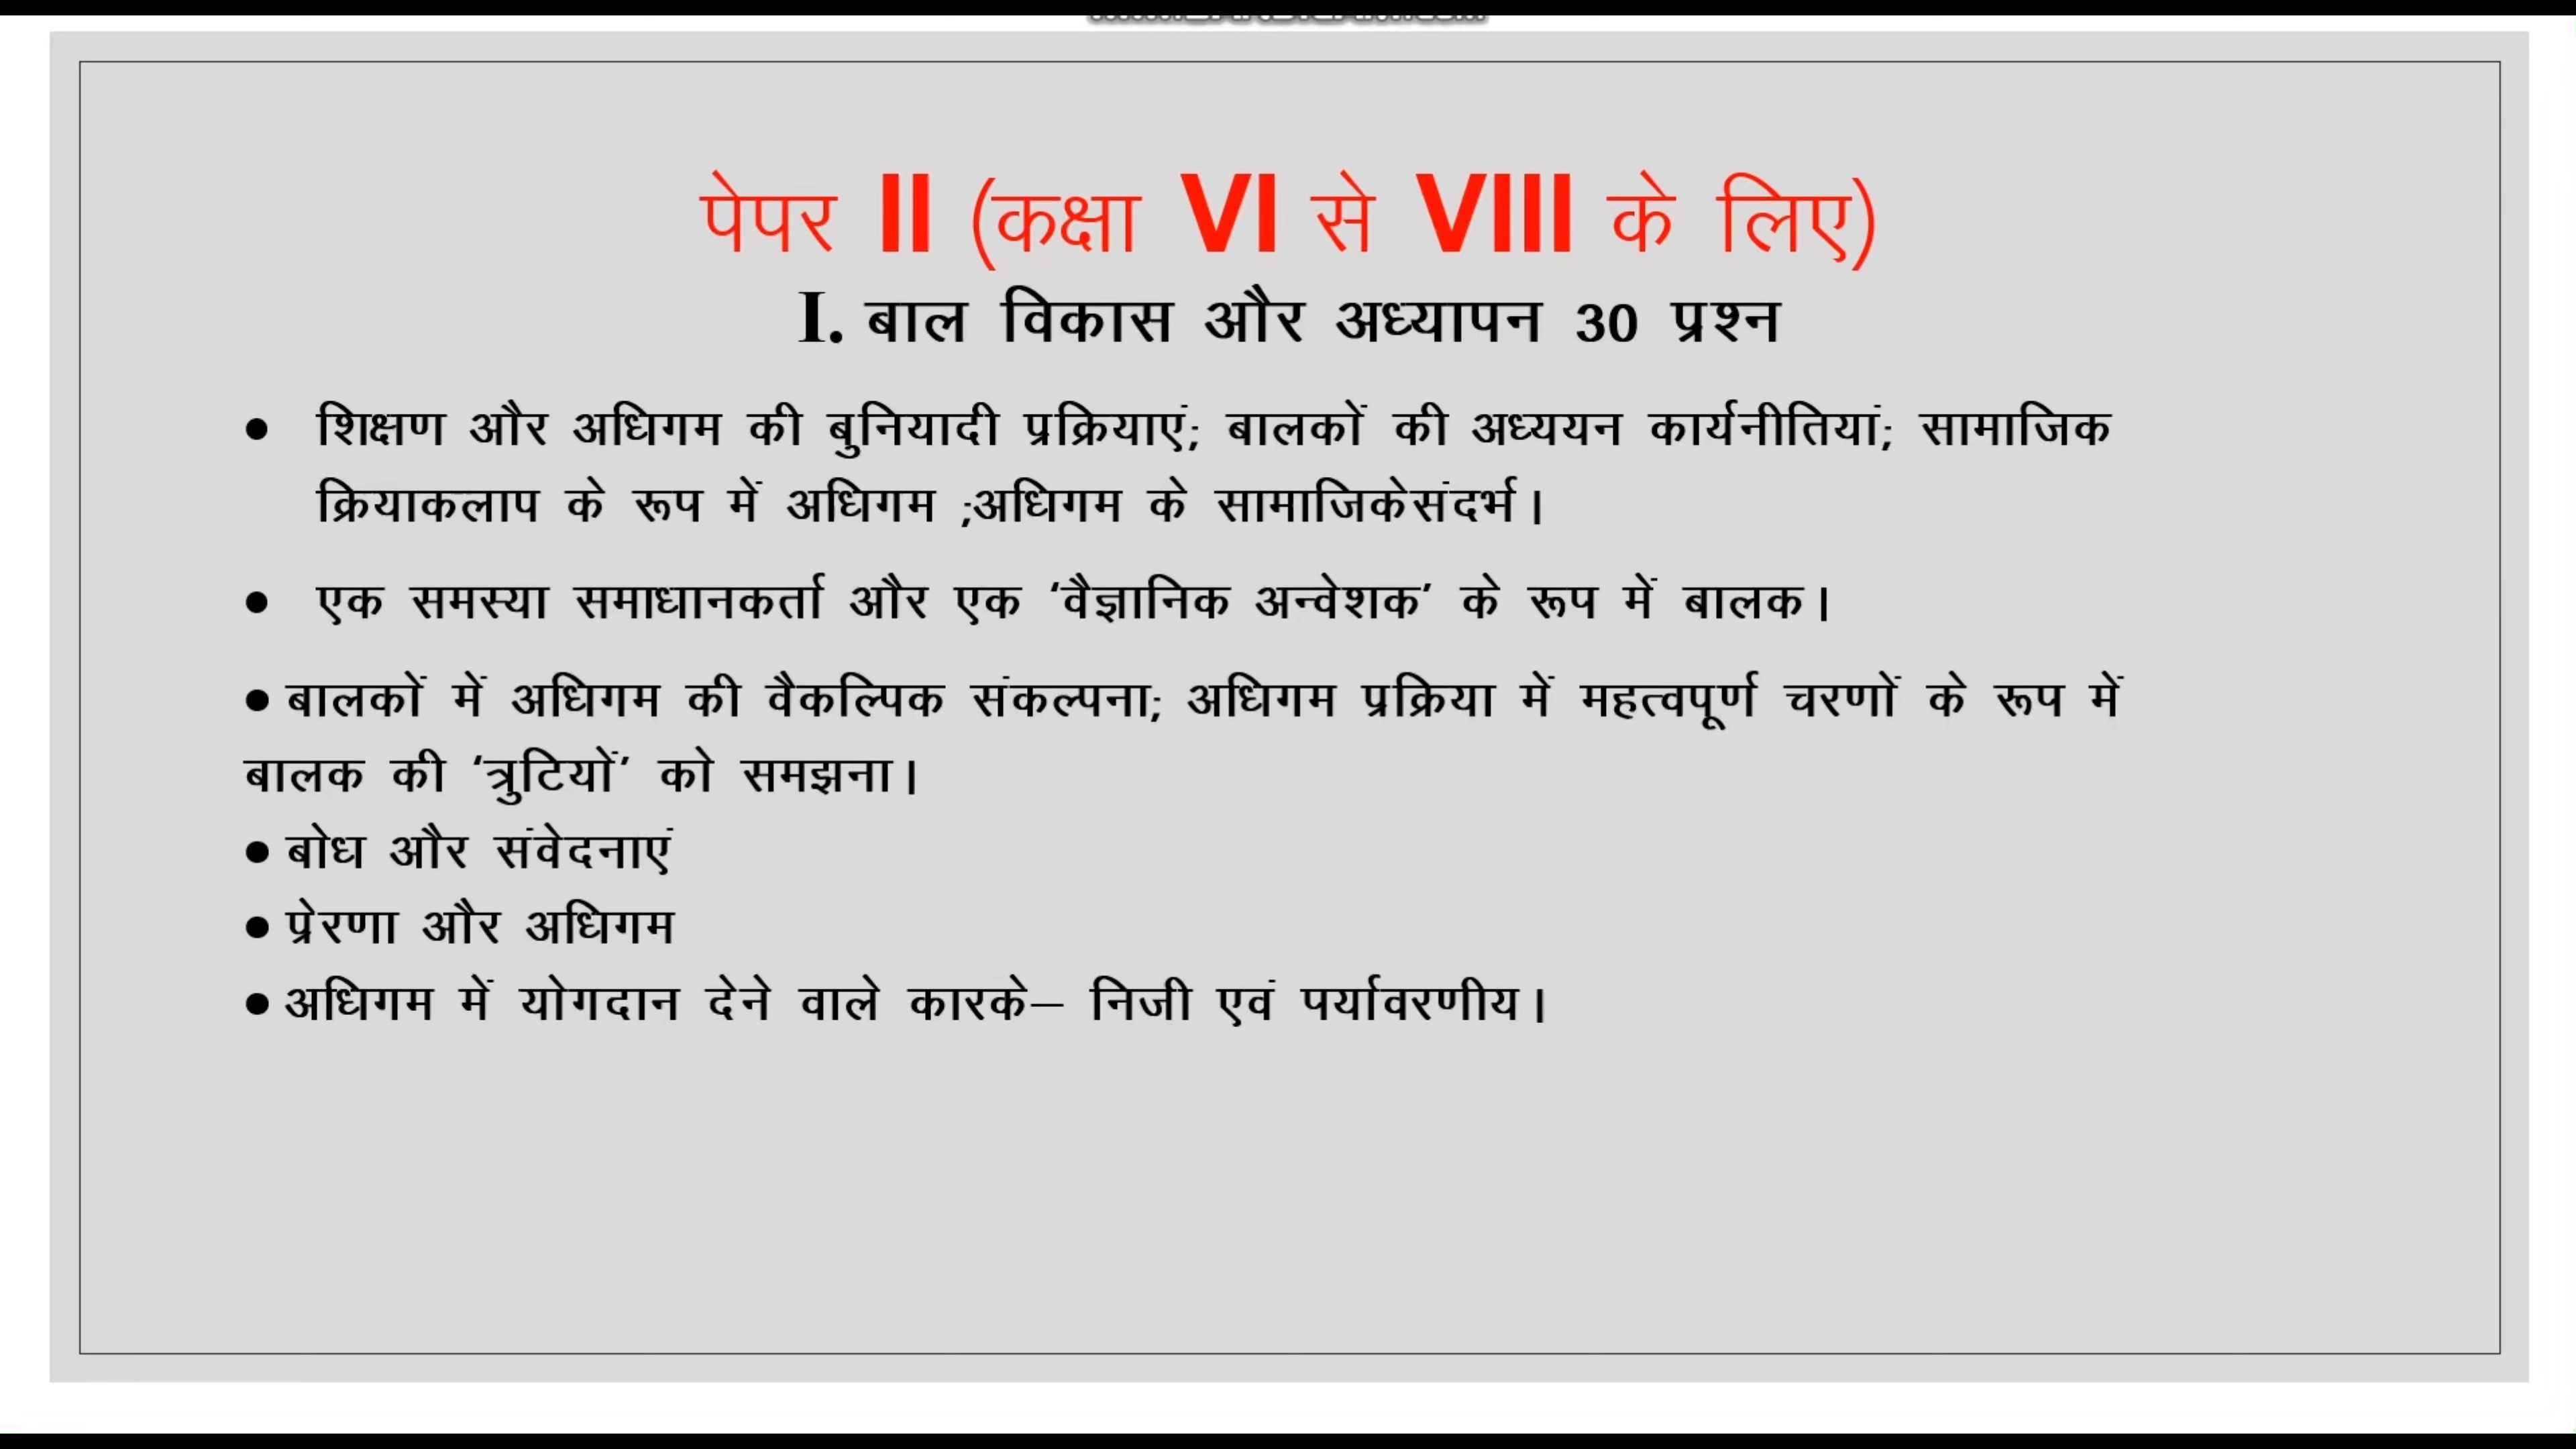 पेपर II (कक्षा VI से VIII के लिए)
I. बाल विकास और अध्यापन 30 प्रश्न
• शिक्षण और अधिगम की बुनियादी प्रक्रियाएं; बालकों की अध्ययन कार्यनीतियां; सामाजिक
क्रियाकलाप के रूप में अधिगम ;अधिगम के सामाजिकेसंदर्भ।
• एक समस्या समाधानकर्ता और एक ‘वैज्ञानिक अन्वेशक’ के रूप में बालक।
• बालकों में अधिगम की वैकल्पिक संकल्पना; अधिगम प्रक्रिया में महत्वपूर्ण चरणों के रूप में
बालक की ‘त्रुटियों’ को समझना।
• बोध और संवेदनाएं
• प्रेरणा और अधिगम
• अधिगम में योगदान देने वाले कारके– निजी एवं पर्यावरणीय।